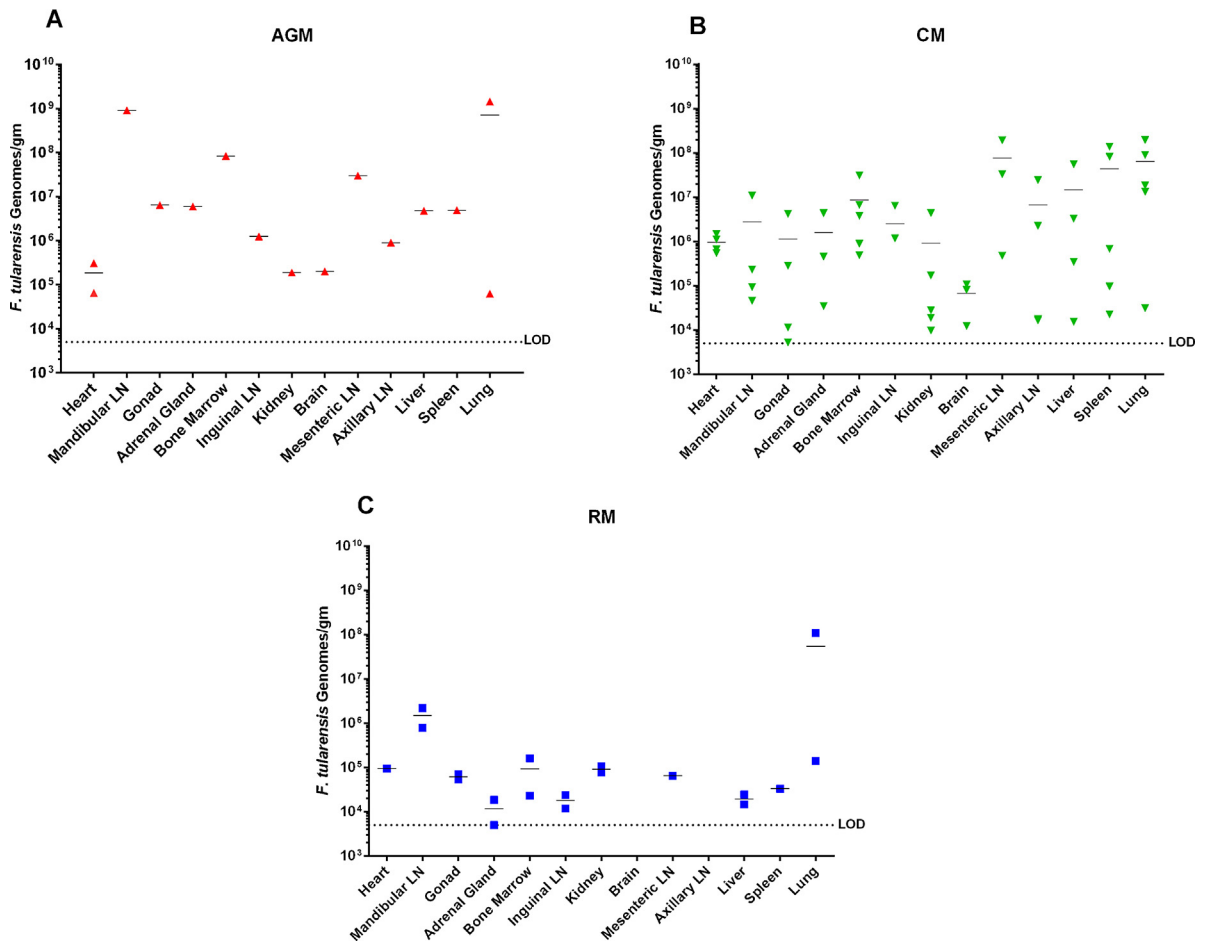 A
AGM
F. tularensis Genomes/gm
10^10
10^9
10^8
10^7
10^6
10^5
10^4
10^3
LOD
Heart
Mandibular LN
Gonad
Adrenal Gland
Bone Marrow
Inguinal LN
Kidney
Brain
Mesenteric LN
Axillary LN
Liver
Spleen
Lung
B
CM
F. tularensis Genomes/gm
10^10
10^9
10^8
10^7
10^6
10^5
10^4
10^3
LOD
Heart
Mandibular LN
Gonad
Adrenal Gland
Bone Marrow
Inguinal LN
Kidney
Brain
Mesenteric LN
Axillary LN
Liver
Spleen
Lung
C
RM
F. tularensis Genomes/gm
10^10
10^9
10^8
10^7
10^6
10^5
10^4
10^3
LOD
Heart
Mandibular LN
Gonad
Adrenal Gland
Bone Marrow
Inguinal LN
Kidney
Brain
Mesenteric LN
Axillary LN
Liver
Spleen
Lung